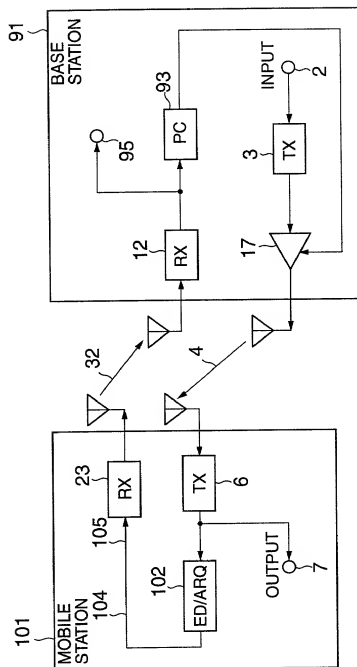 101
MOBILE STATION
104
105
23
RX
102
ED/ARQ
TX
6
OUTPUT
7
32
4
91
BASE STATION
95
93
PC
12
RX
INPUT
2
3
TX
17